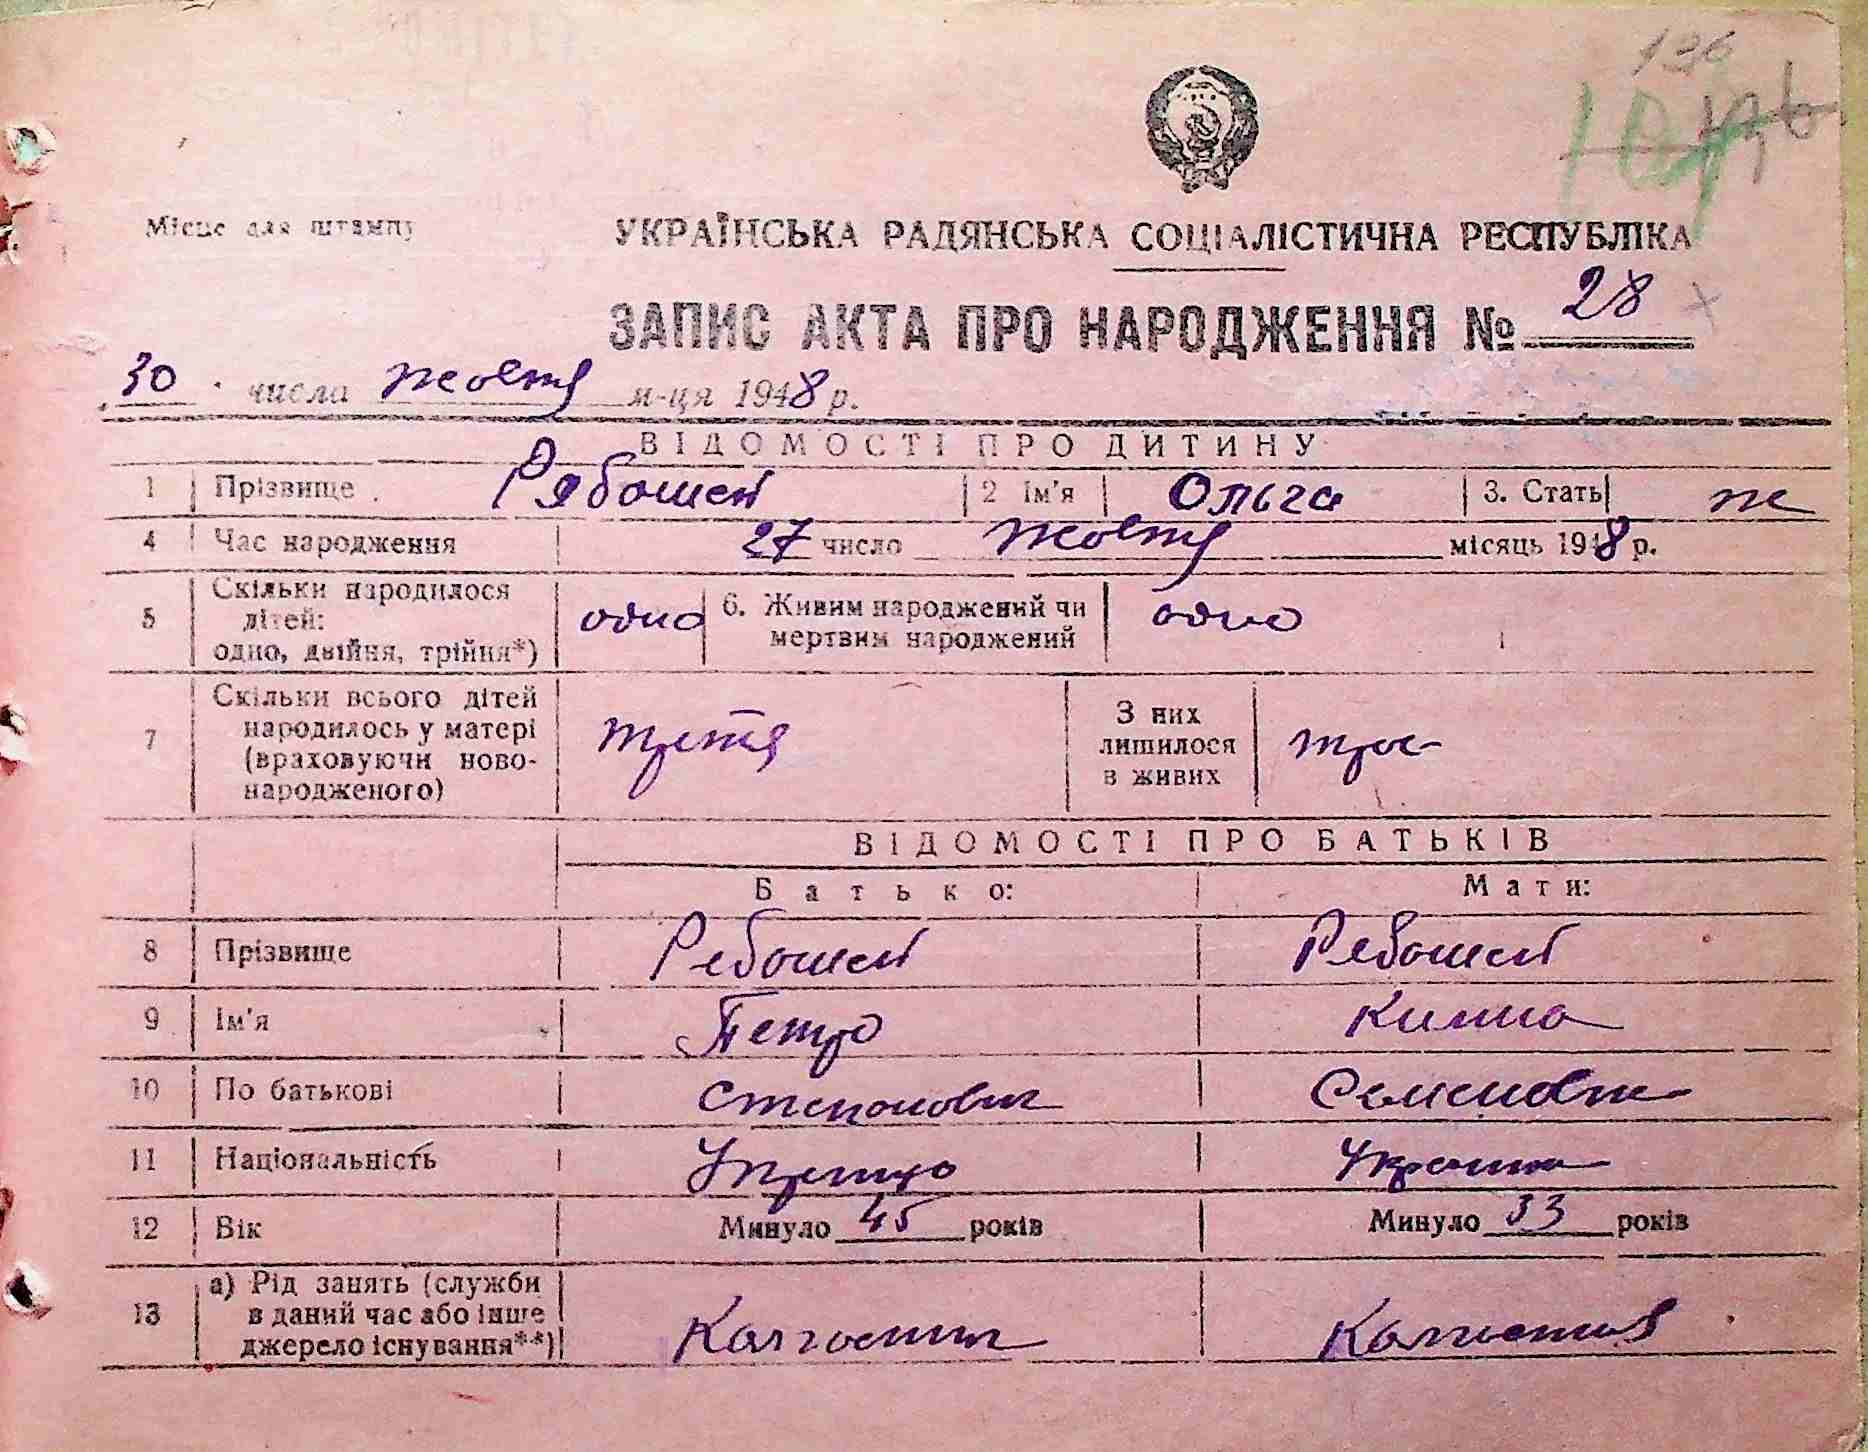 136
Місце для штампу
УКРАЇНСЬКА РАДЯНСЬКА СОЦІАЛІСТИЧНА РЕСПУБЛІКА
ЗАПИС АКТА ПРО НАРОДЖЕННЯ № 28
30 числа жовтня м-ця 1948 р.
ВІДОМОСТІ ПРО ДИТИНУ
1 Прізвище Рябошей 2 Ім'я Ольга 3. Стать ж
4 Час народження 27 число жовтня місяць 1948 р.
5 Скільки народилося дітей: одно, двійня, трійня*) одно 6. Живим народжений чи мертвим народжений одно
7 Скільки всього дітей народилось у матері (враховуючи новонародженого) третя З них лишилося в живих троє
ВІДОМОСТІ ПРО БАТЬКІВ
Батько: Мати:
8 Прізвище Рябошей Рябошей
9 Ім'я Петро
10 По батькові Степанович Семеновн
11 Національність
12 Вік Минуло 45 років Минуло 33 років
13 а) Рід занять (служби в даний час або інше джерело існування**) Колгоспник Колгоспниця